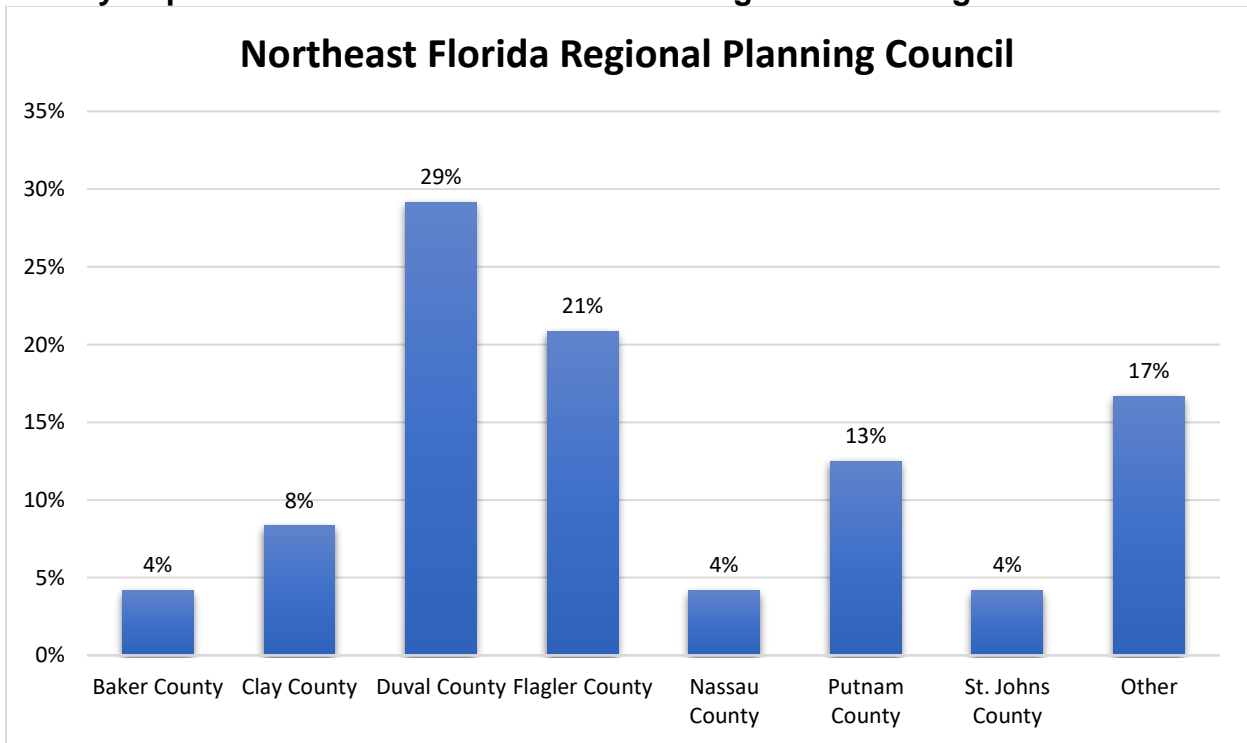 Northeast Florida Regional Planning Council
35%
30%
25%
20%
15%
10%
5%
0%
4%
8%
29%
21%
4%
13%
4%
17%
Baker County
Clay County
Duval County
Flagler County
Nassau
County
Putnam
County
St. Johns
County
Other